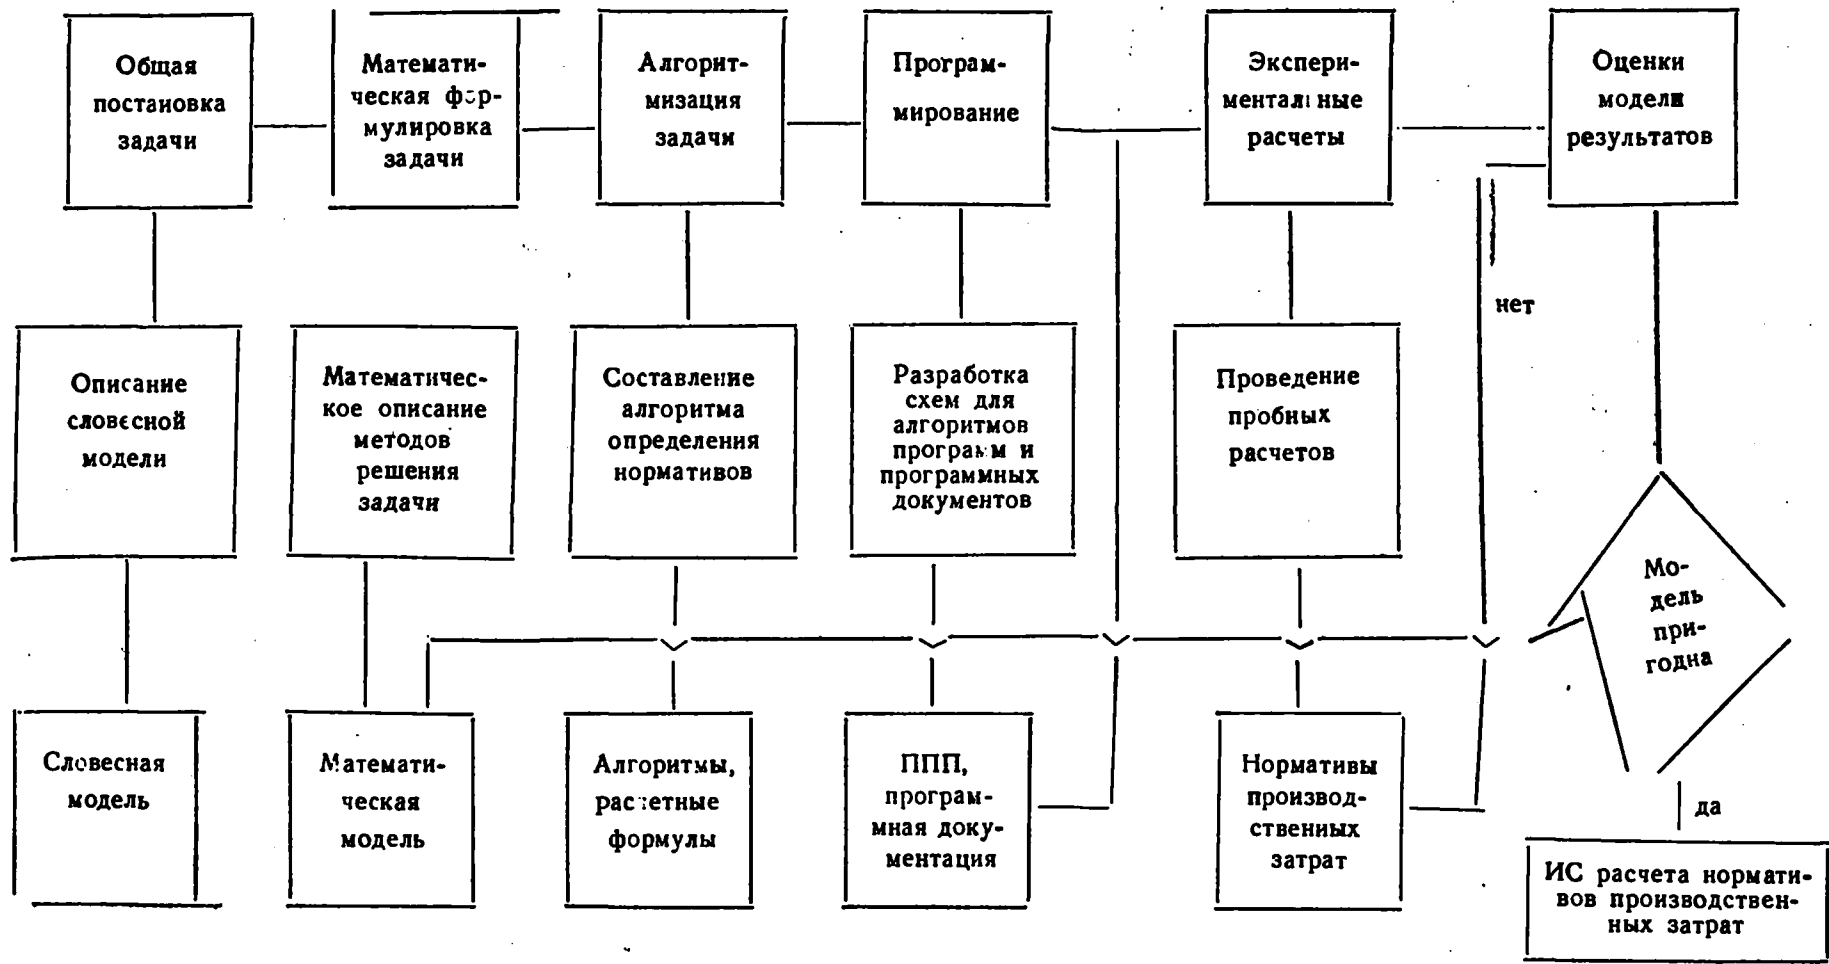 Общая
постановка
задачи
Математи-
ческая фор-
мулировка
задачи
Алгорит-
мизация
задачи
Програм-
мирование
Экспери-
ментальные
расчеты
Оценки
модели
результатов
нет
Описание
словесной
модели
Математичес-
кое описание
методов
решения
задачи
Составление
алгоритма
определения
нормативов
Разработка
схем для
алгоритмов
программ и
программных
документов
Проведение
пробных
расчетов
Мо-
дель
при-
годна
Словесная
модель
Математи-
ческая
модель
Алгоритмы,
расчетные
формулы
ППП,
програм-
мная доку-
ментация
Нормативы
производ-
ственных
затрат
да
ИС расчета нормати-
вов производствен-
ных затрат